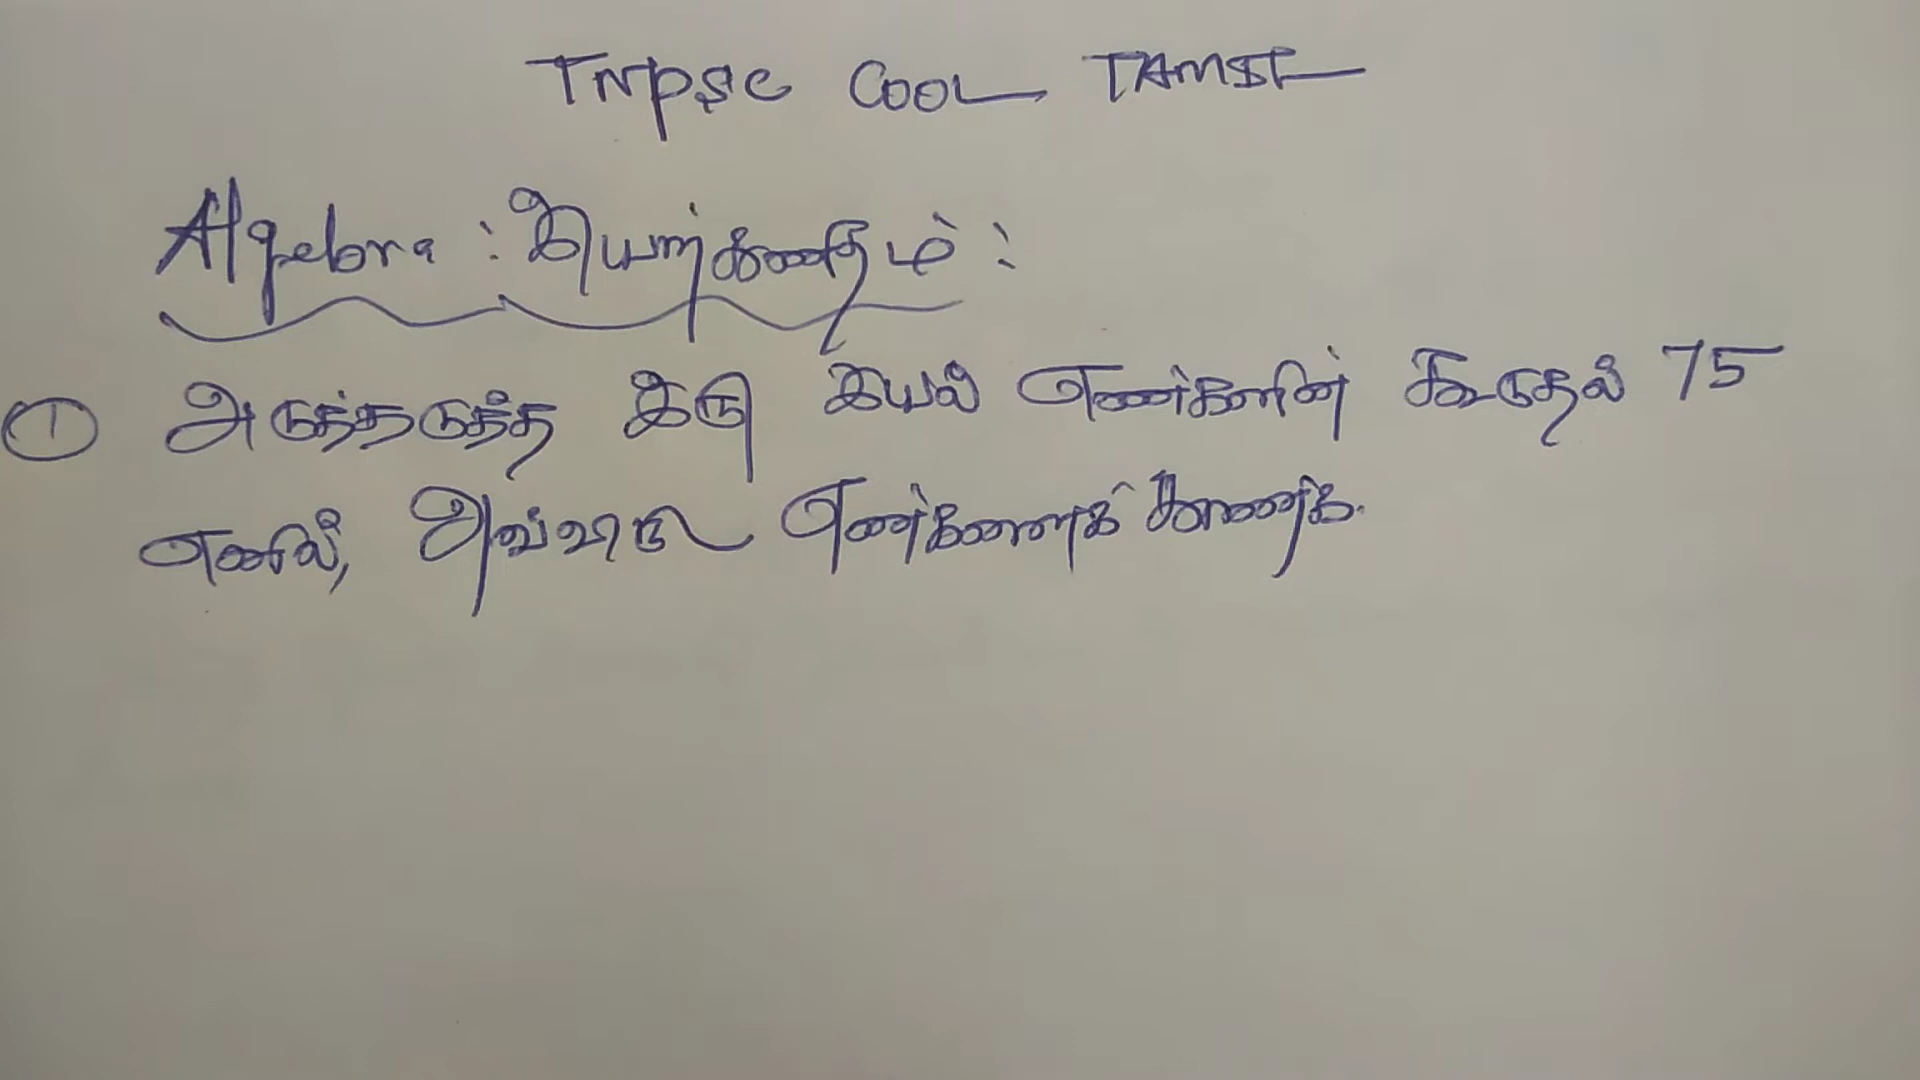 TNPSC COOL TAMIL
Algebra : இயற்கணிதம் :
① அடுத்தடுத்த இரு இயல் எண்களின் கூடுதல் 75
எனில், அவ்விரு எண்களைக் காண்க.